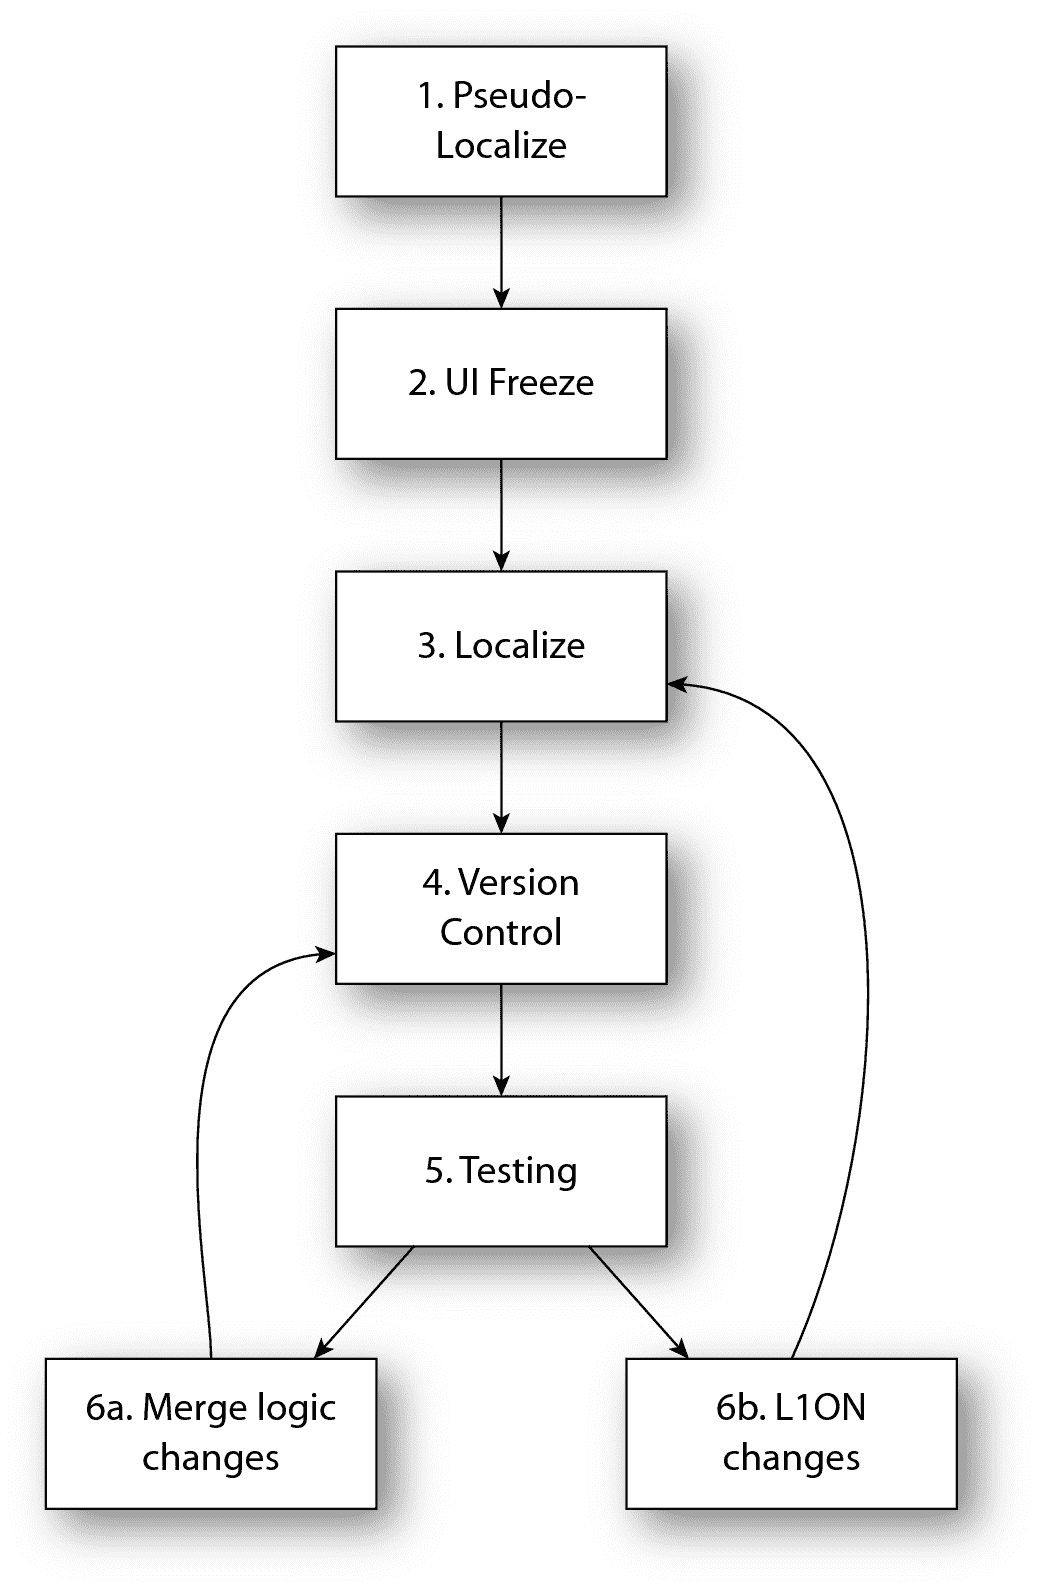 1. Pseudo-
Localize
2. UI Freeze
3. Localize
4. Version
Control
5. Testing
6a. Merge logic
changes
6b. L1ON
changes